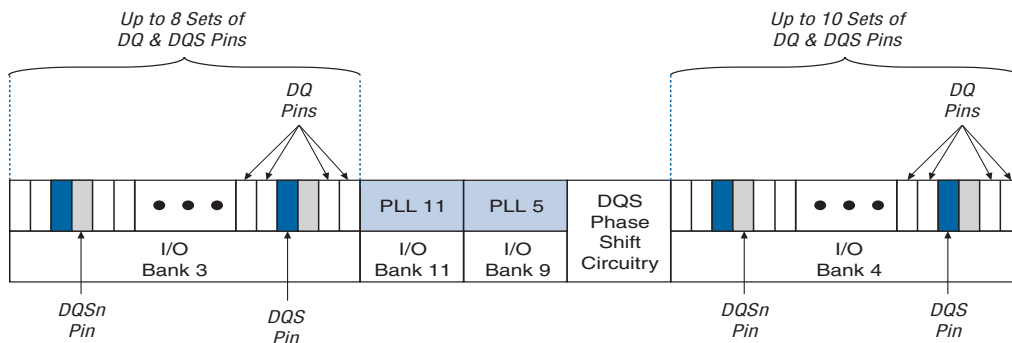 Up to 8 Sets of
DQ & DQS Pins
Up to 10 Sets of
DQ & DQS Pins
DQ
Pins
DQ
Pins
PLL 11
PLL 5
DQS
Phase
Shift
Circuitry
I/O
Bank 3
I/O
Bank 11
I/O
Bank 9
I/O
Bank 4
DQSn
Pin
DQS
Pin
DQSn
Pin
DQS
Pin